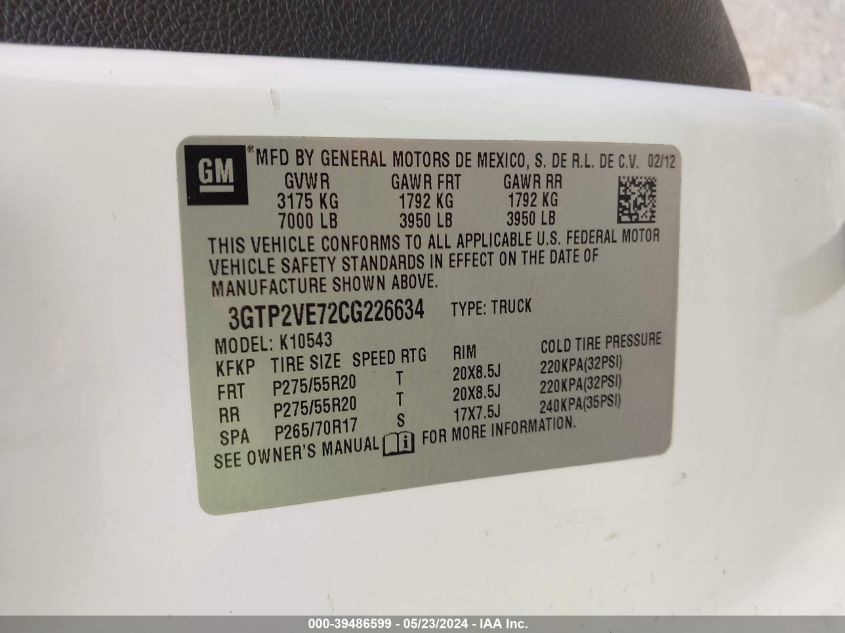 GM
® MFD BY GENERAL MOTORS DE MEXICO, S. DE R.L. DE C.V. 02/12
GVWR GAWR FRT GAWR RR
3175 KG 1792 KG 1792 KG
7000 LB 3950 LB 3950 LB
THIS VEHICLE CONFORMS TO ALL APPLICABLE U.S. FEDERAL MOTOR
VEHICLE SAFETY STANDARDS IN EFFECT ON THE DATE OF
MANUFACTURE SHOWN ABOVE.
3GTP2VE72CG226634 TYPE: TRUCK
MODEL: K10543
KFKP TIRE SIZE SPEED RTG RIM COLD TIRE PRESSURE
FRT P275/55R20 T 20X8.5J 220KPA(32PSI)
RR P275/55R20 T 20X8.5J 220KPA(32PSI)
SPA P265/70R17 S 17X7.5J 240KPA(35PSI)
SEE OWNER'S MANUAL i FOR MORE INFORMATION.
000-39486599 - 05/23/2024 - IAA Inc.